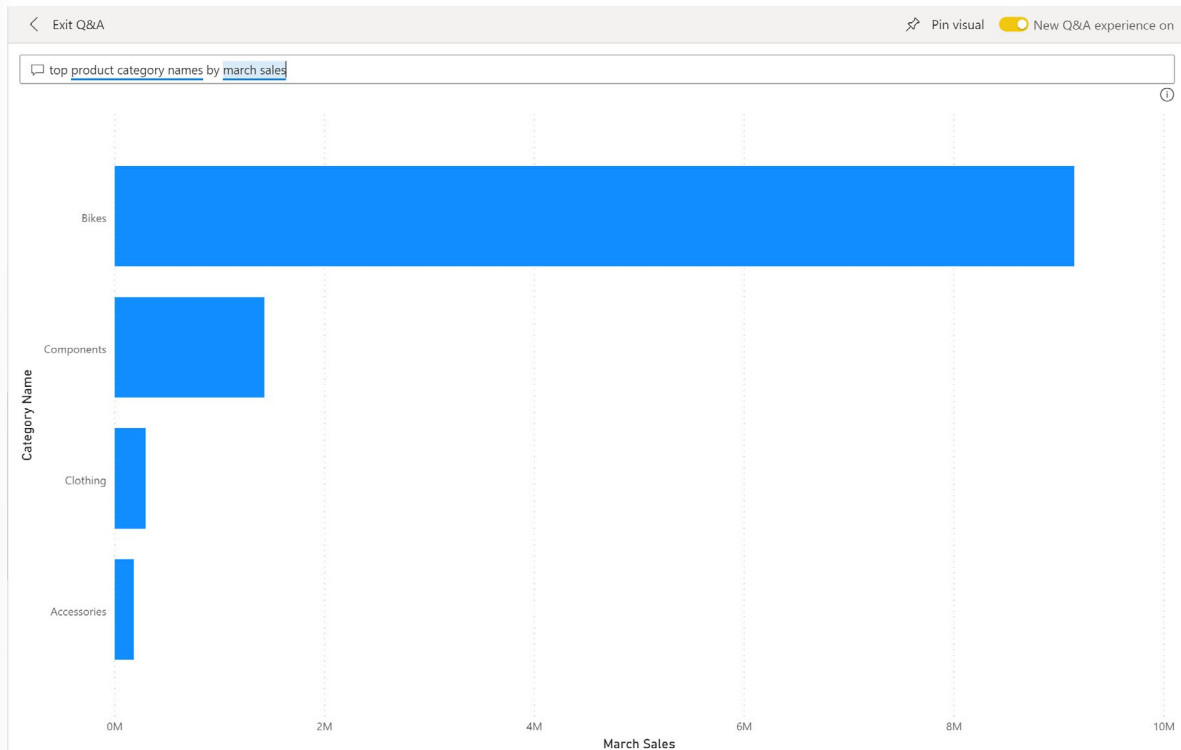 Exit Q&A
Pin visual
New Q&A experience on
top product category names by march sales
Category Name
Bikes
Components
Clothing
Accessories
0M
2M
4M
6M
8M
10M
March Sales